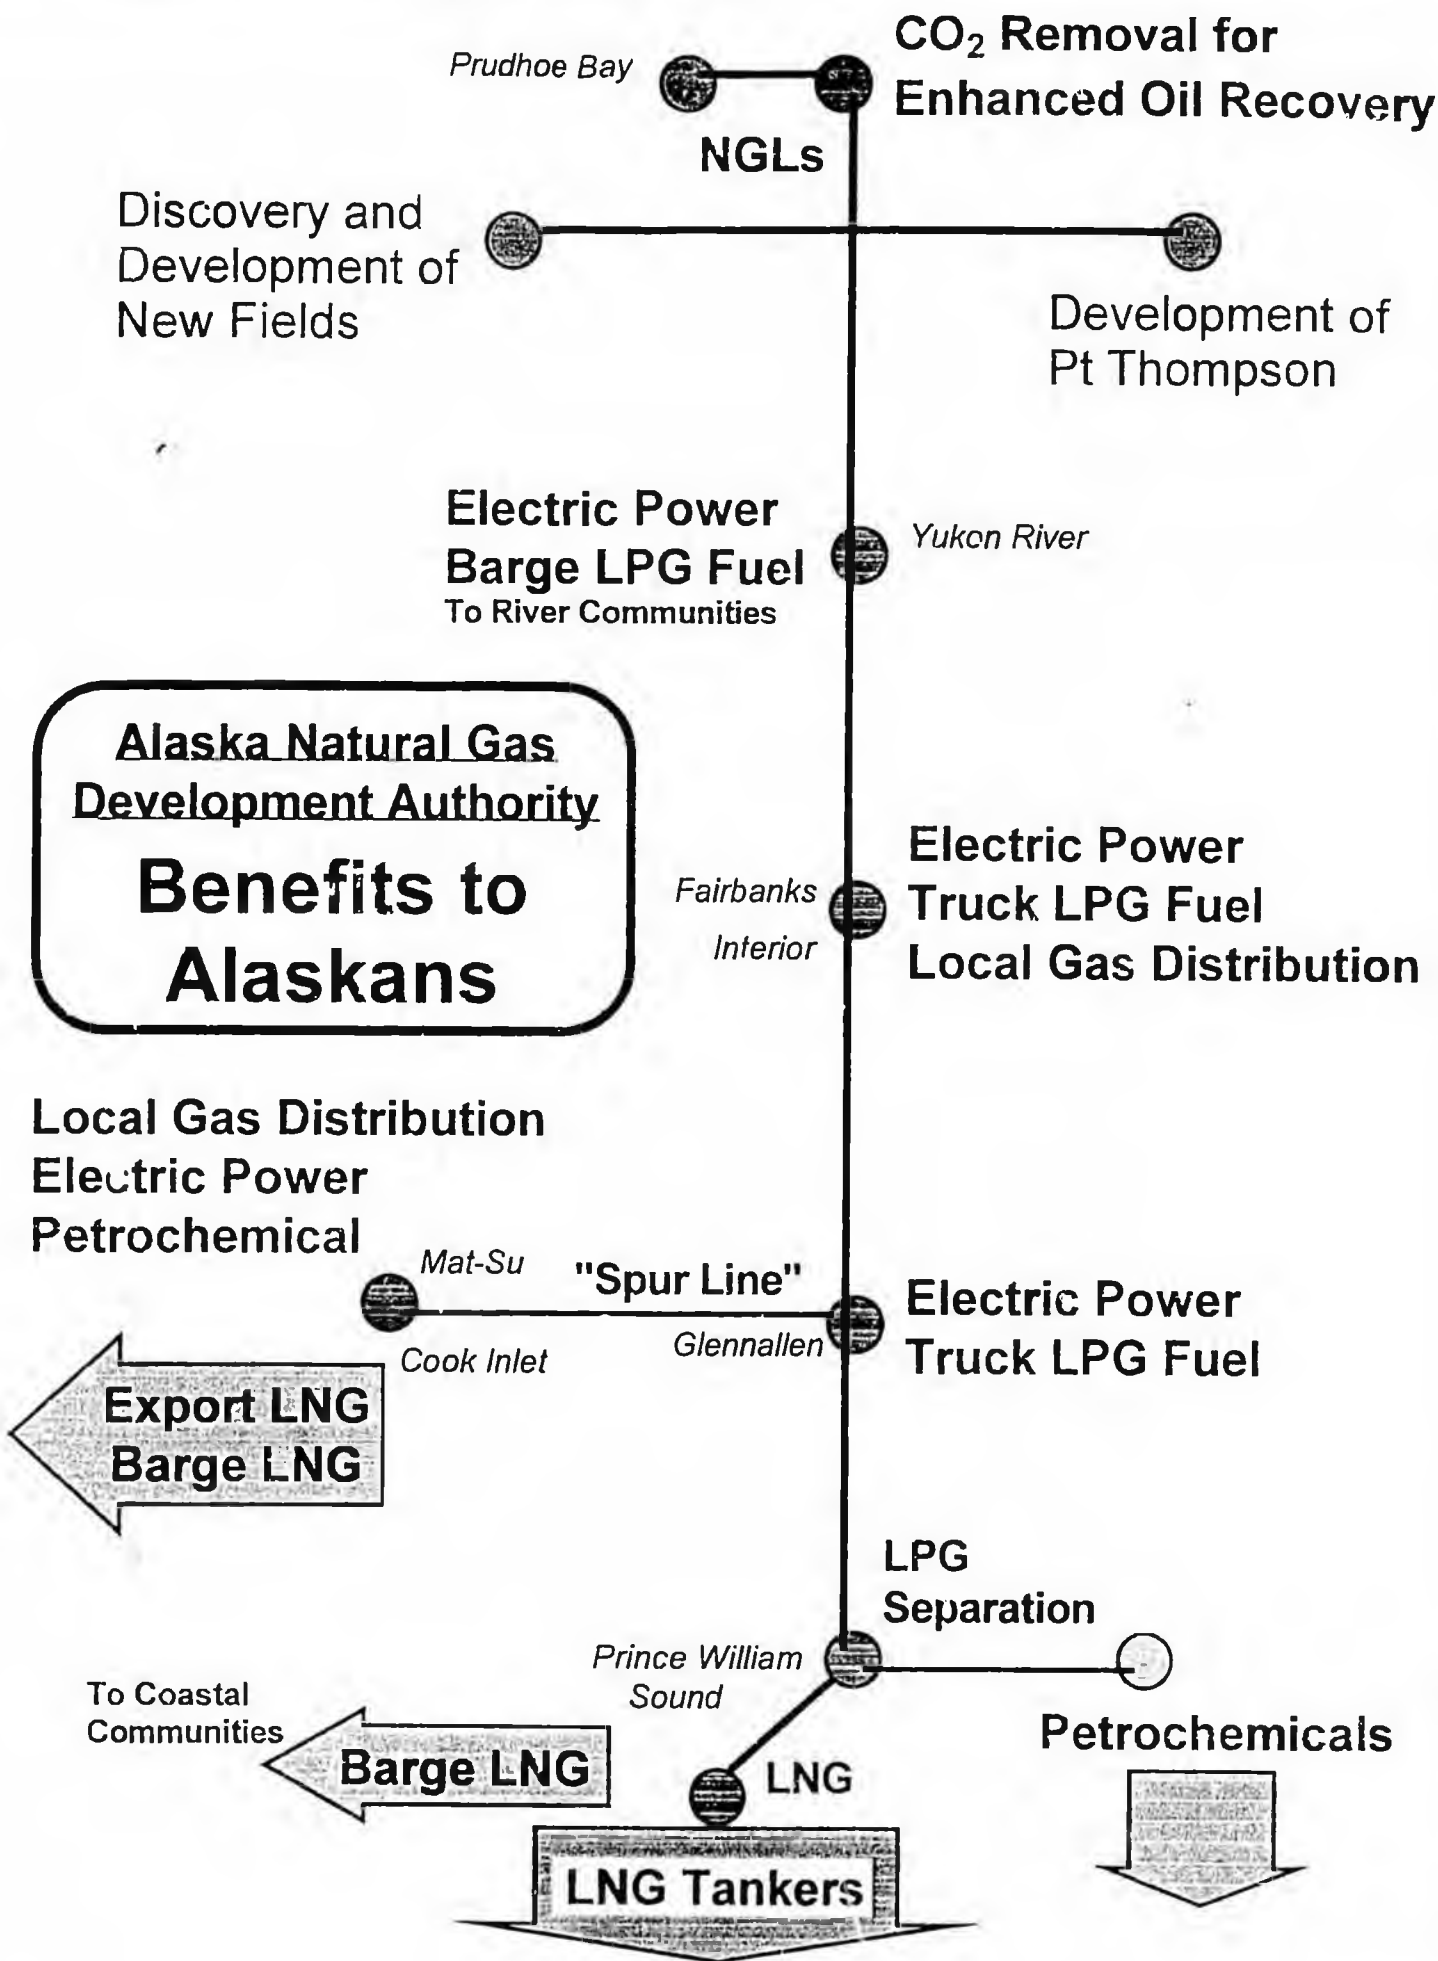 Prudhoe Bay
CO₂ Removal for
Enhanced Oil Recovery
NGLs
Discovery and
Development of
New Fields
Development of
Pt Thompson
Electric Power
Barge LPG Fuel
To River Communities
Yukon River
Alaska Natural Gas
Development Authority
Benefits to
Alaskans
Fairbanks
Interior
Electric Power
Truck LPG Fuel
Local Gas Distribution
Local Gas Distribution
Electric Power
Petrochemical
Mat-Su
"Spur Line"
Cook Inlet
Glennallen
Electric Power
Truck LPG Fuel
Export LNG
Barge LNG
LPG
Separation
Prince William
Sound
To Coastal
Communities
Barge LNG
LNG
Petrochemicals
LNG Tankers